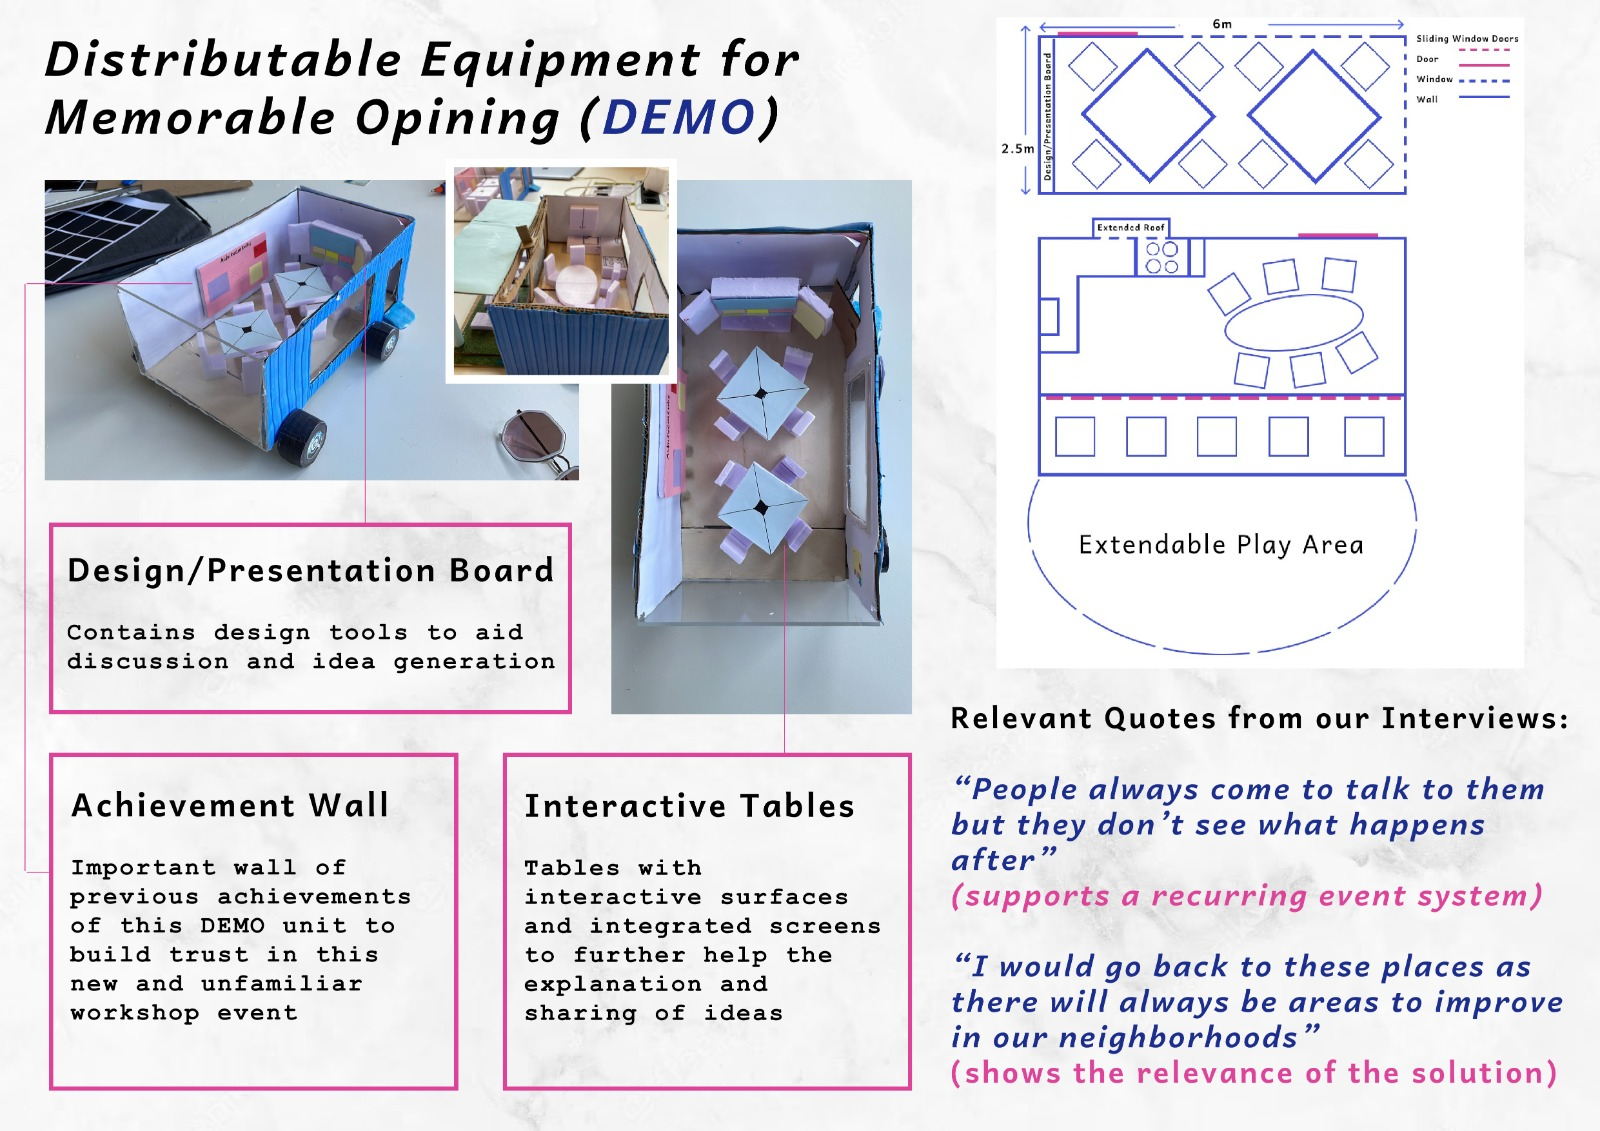 Distributable Equipment for
Memorable Opining (DEMO)
Design/Presentation Board
Contains design tools to aid
discussion and idea generation
Achievement Wall
Important wall of
previous achievements
of this DEMO unit to
build trust in this
new and unfamiliar
workshop event
Interactive Tables
Tables with
interactive surfaces
and integrated screens
to further help the
explanation and
sharing of ideas
6m
2.5m
Design/Presentation Board
Sliding Window Doors
Door
Window
Wall
Extended Roof
Extendable Play Area
Relevant Quotes from our Interviews:
“People always come to talk to them
but they don’t see what happens
after”
(supports a recurring event system)
“I would go back to these places as
there will always be areas to improve
in our neighborhoods”
(shows the relevance of the solution)